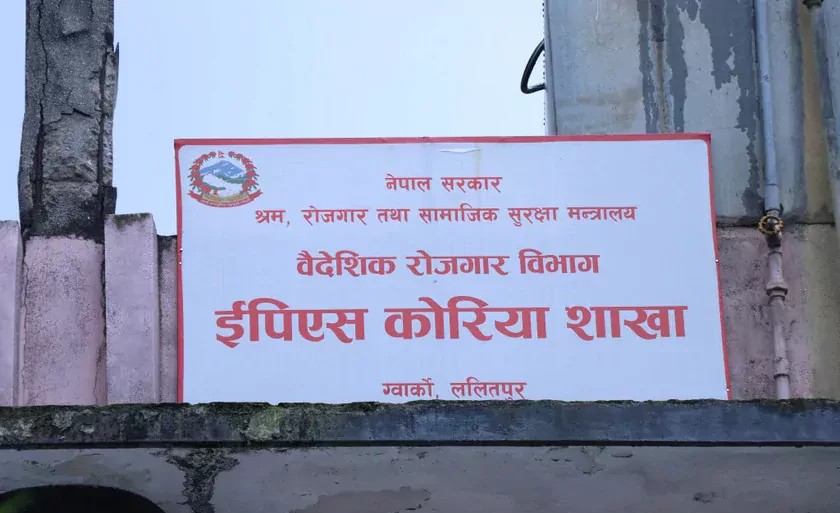 नेपाल सरकार
श्रम, रोजगार तथा सामाजिक सुरक्षा मन्त्रालय
वैदेशिक रोजगार विभाग
ईपिएस कोरिया शाखा
ग्वार्को, ललितपुर